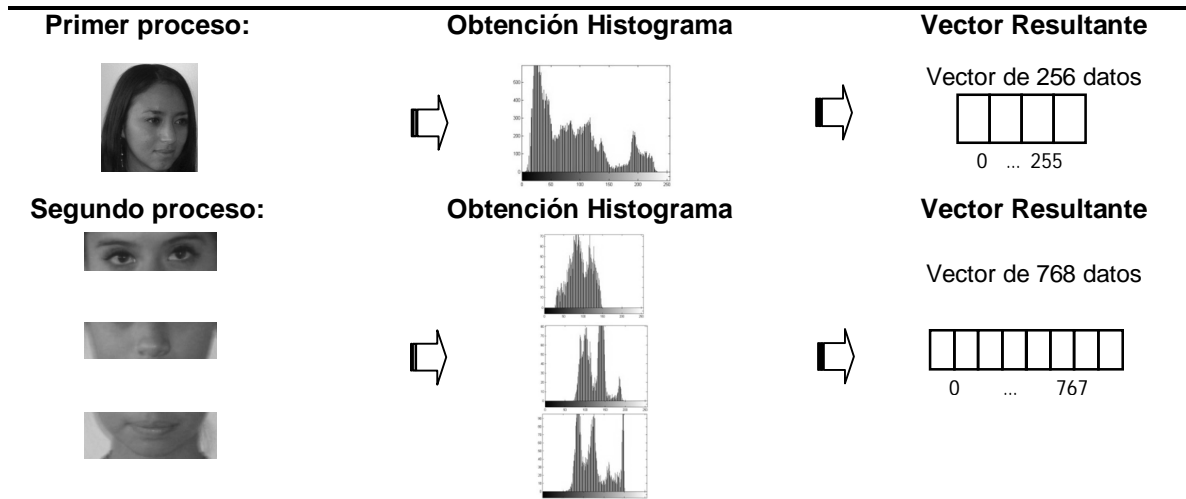 Primer proceso:
Obtención Histograma
Vector Resultante
Vector de 256 datos
0 ... 255
Segundo proceso:
Obtención Histograma
Vector Resultante
Vector de 768 datos
0 ... 767